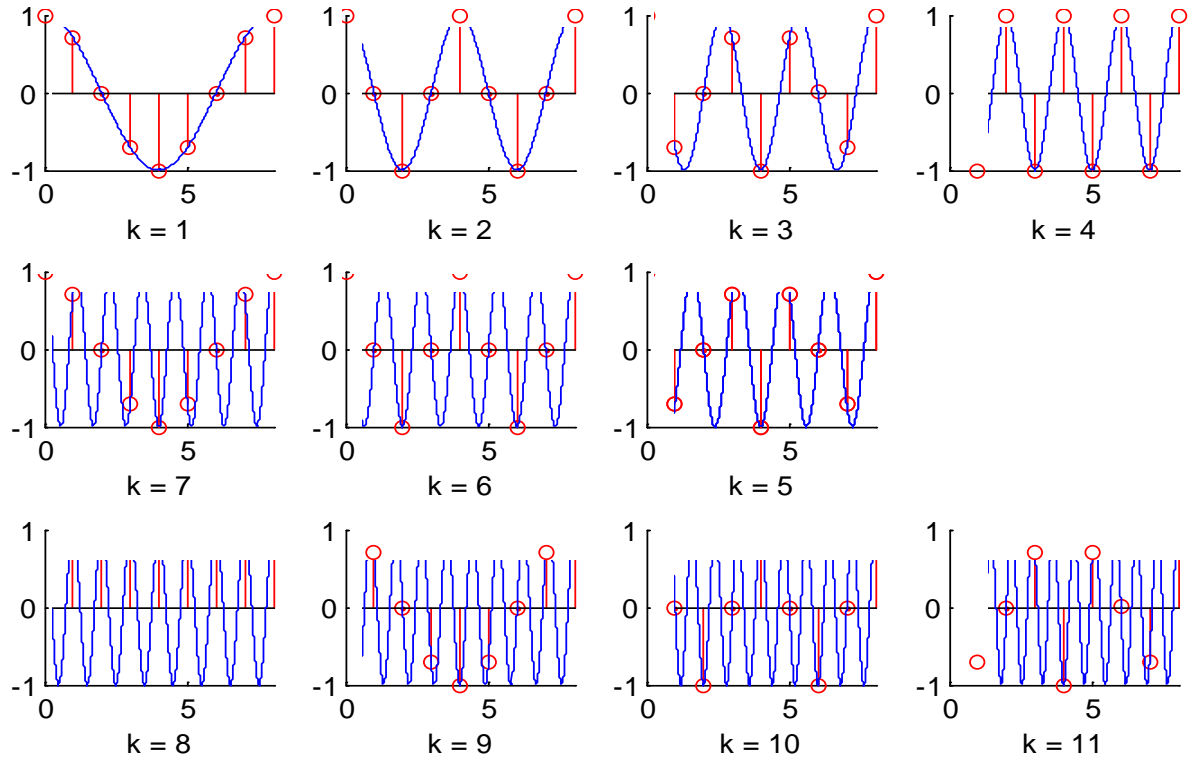 1 1 1 1
0 0 0 0
-1 -1 -1 -1
0 5 0 5 0 5 0 5
k = 1 k = 2 k = 3 k = 4
1 1 1
0 0 0
-1 -1 -1
0 5 0 5 0 5
k = 7 k = 6 k = 5
1 1 1 1
0 0 0 0
-1 -1 -1 -1
0 5 0 5 0 5 0 5
k = 8 k = 9 k = 10 k = 11